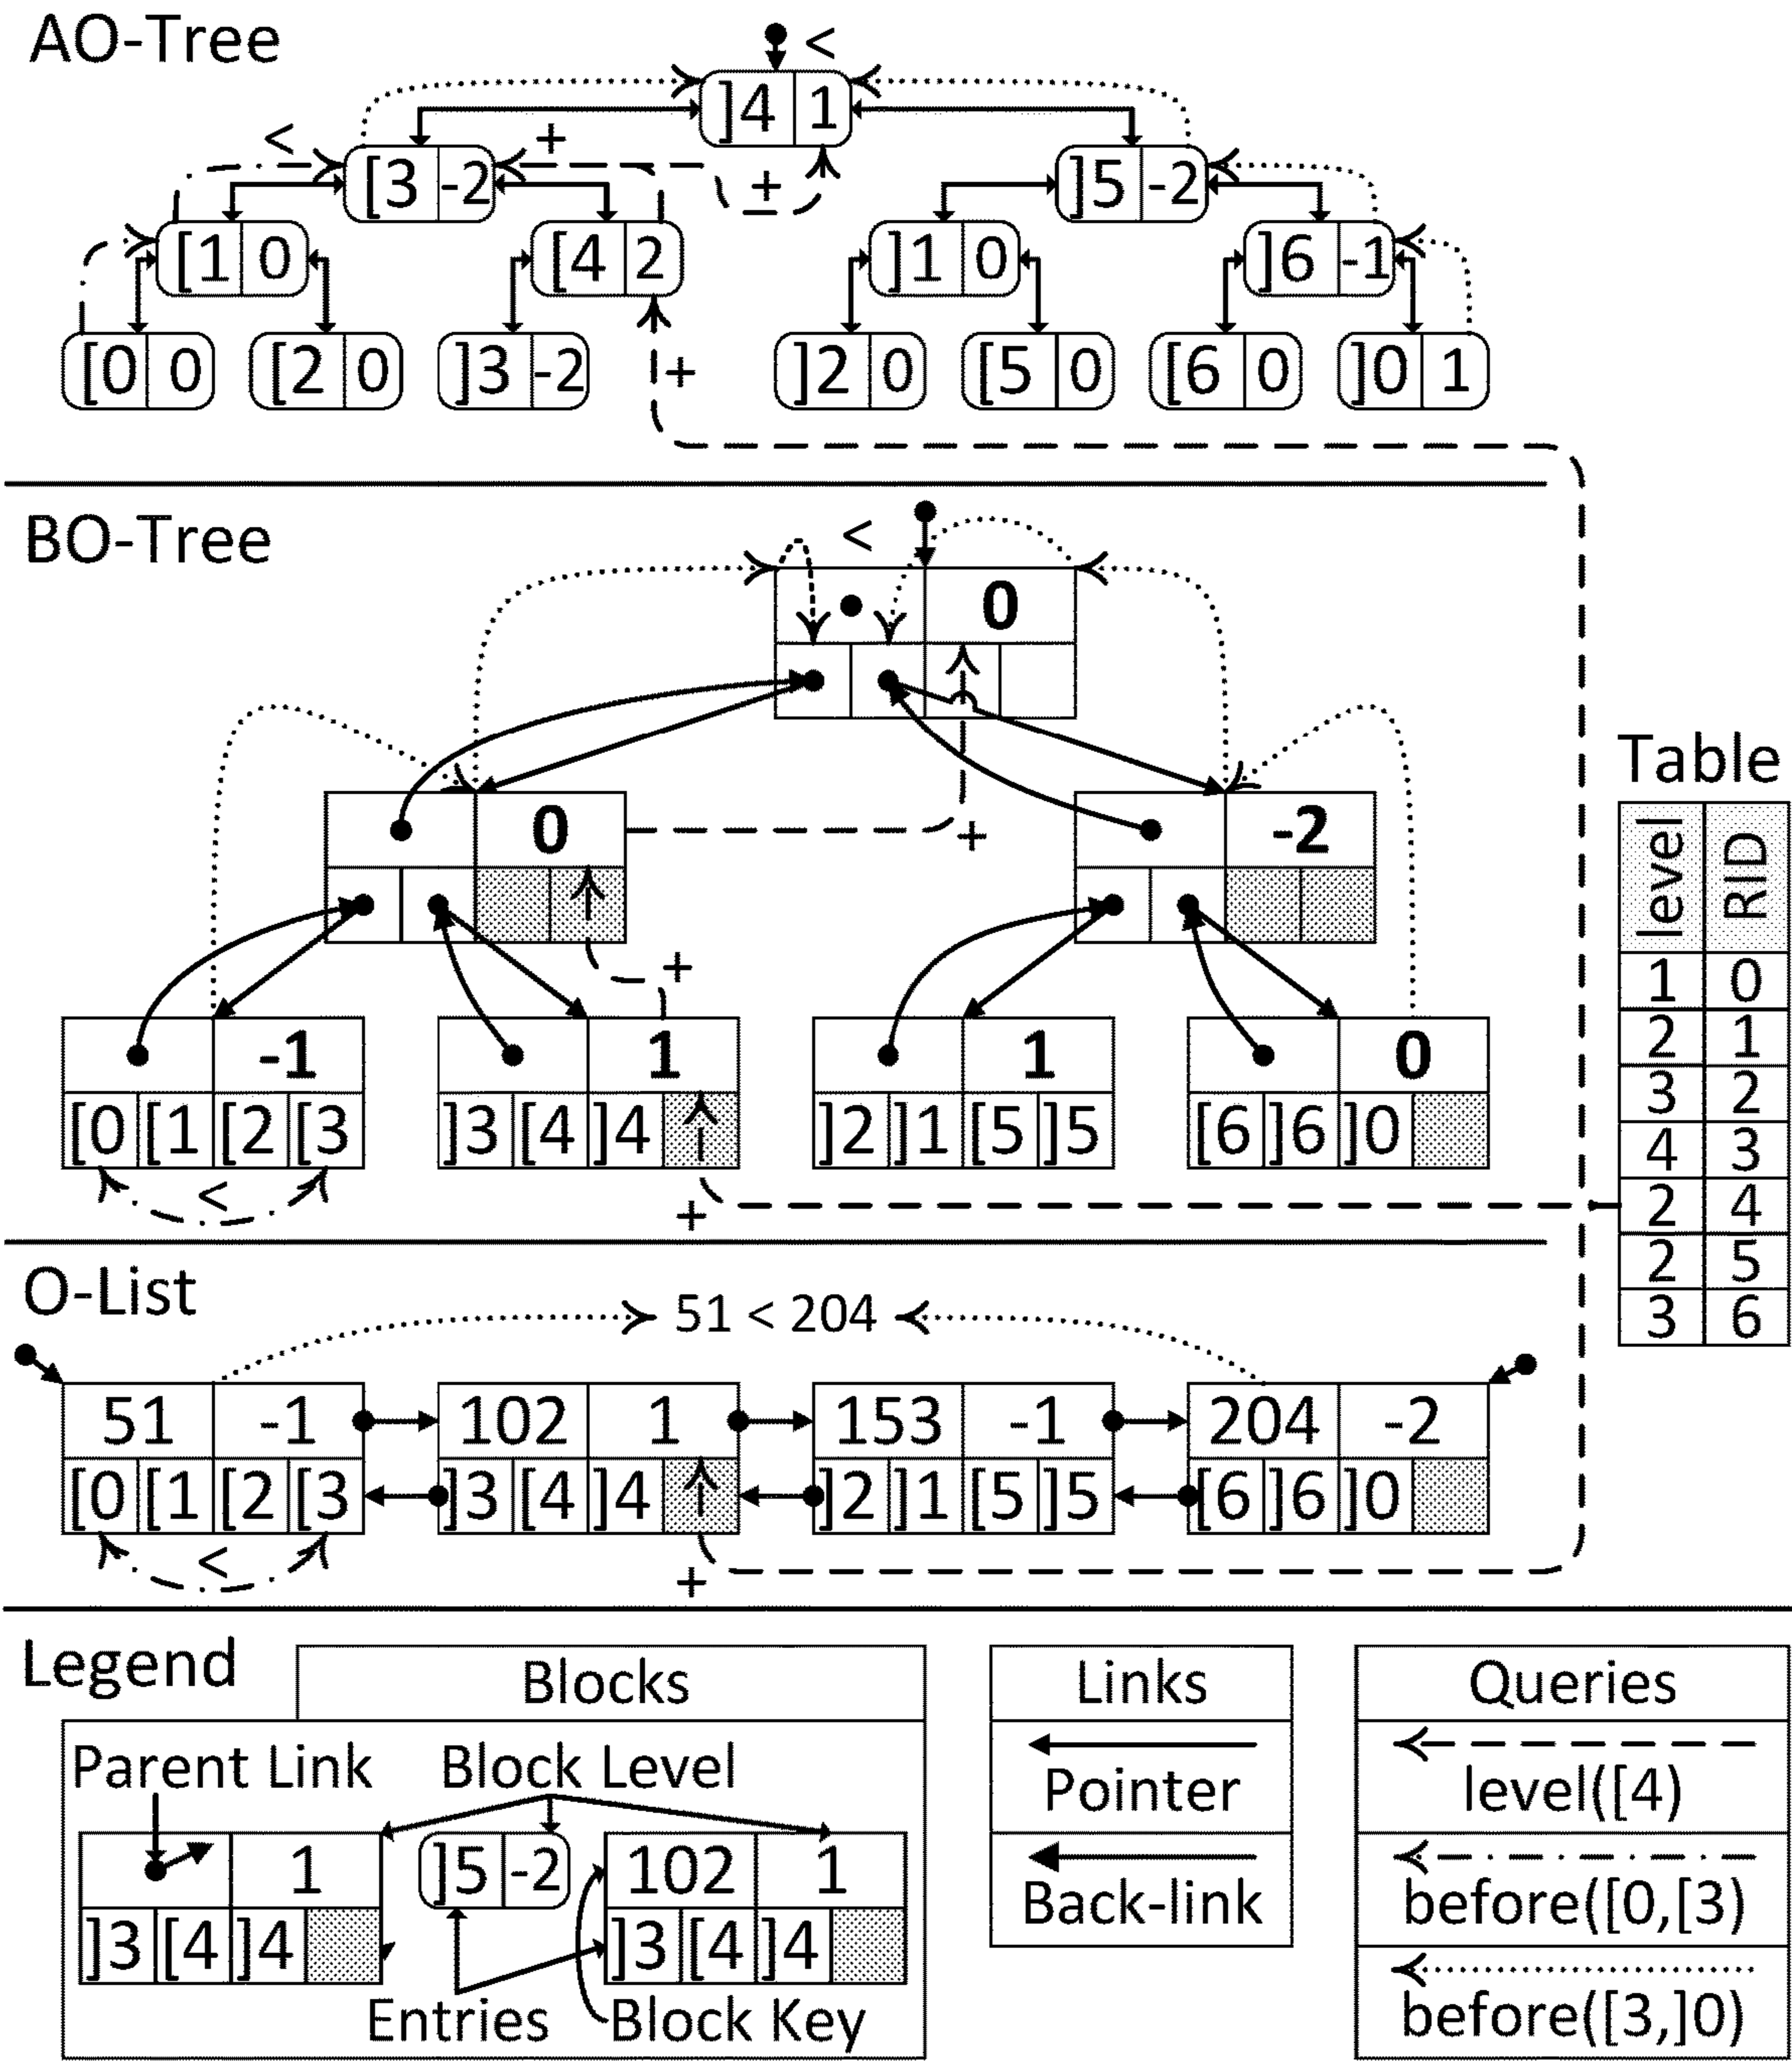 AO-Tree
<
]4 1
< + ±
[3 -2 ]5 -2
[1 0 [4 2 ]1 0 ]6 -1
[0 0 [2 0 ]3 -2 + ]2 0 [5 0 [6 0 ]0 1
BO-Tree
<
0
0 + -2
+
-1 1 1 0
[0 [1 [2 [3 ]3 [4 ]4 ]2 ]1 [5 ]5 [6 ]6 ]0
< +
Table
level RID
1 0
2 1
3 2
4 3
2 4
2 5
3 6
O-List
51 < 204
51 -1 102 1 153 -1 204 -2
[0 [1 [2 [3 ]3 [4 ]4 ]2 ]1 [5 ]5 [6 ]6 ]0
< +
Legend
Blocks
Parent Link Block Level
1 ]5 -2 102 1
]3 [4 ]4 ]3 [4 ]4
Entries Block Key
Links
Pointer
Back-link
Queries
level([4)
before([0,[3)
before([3,]0)